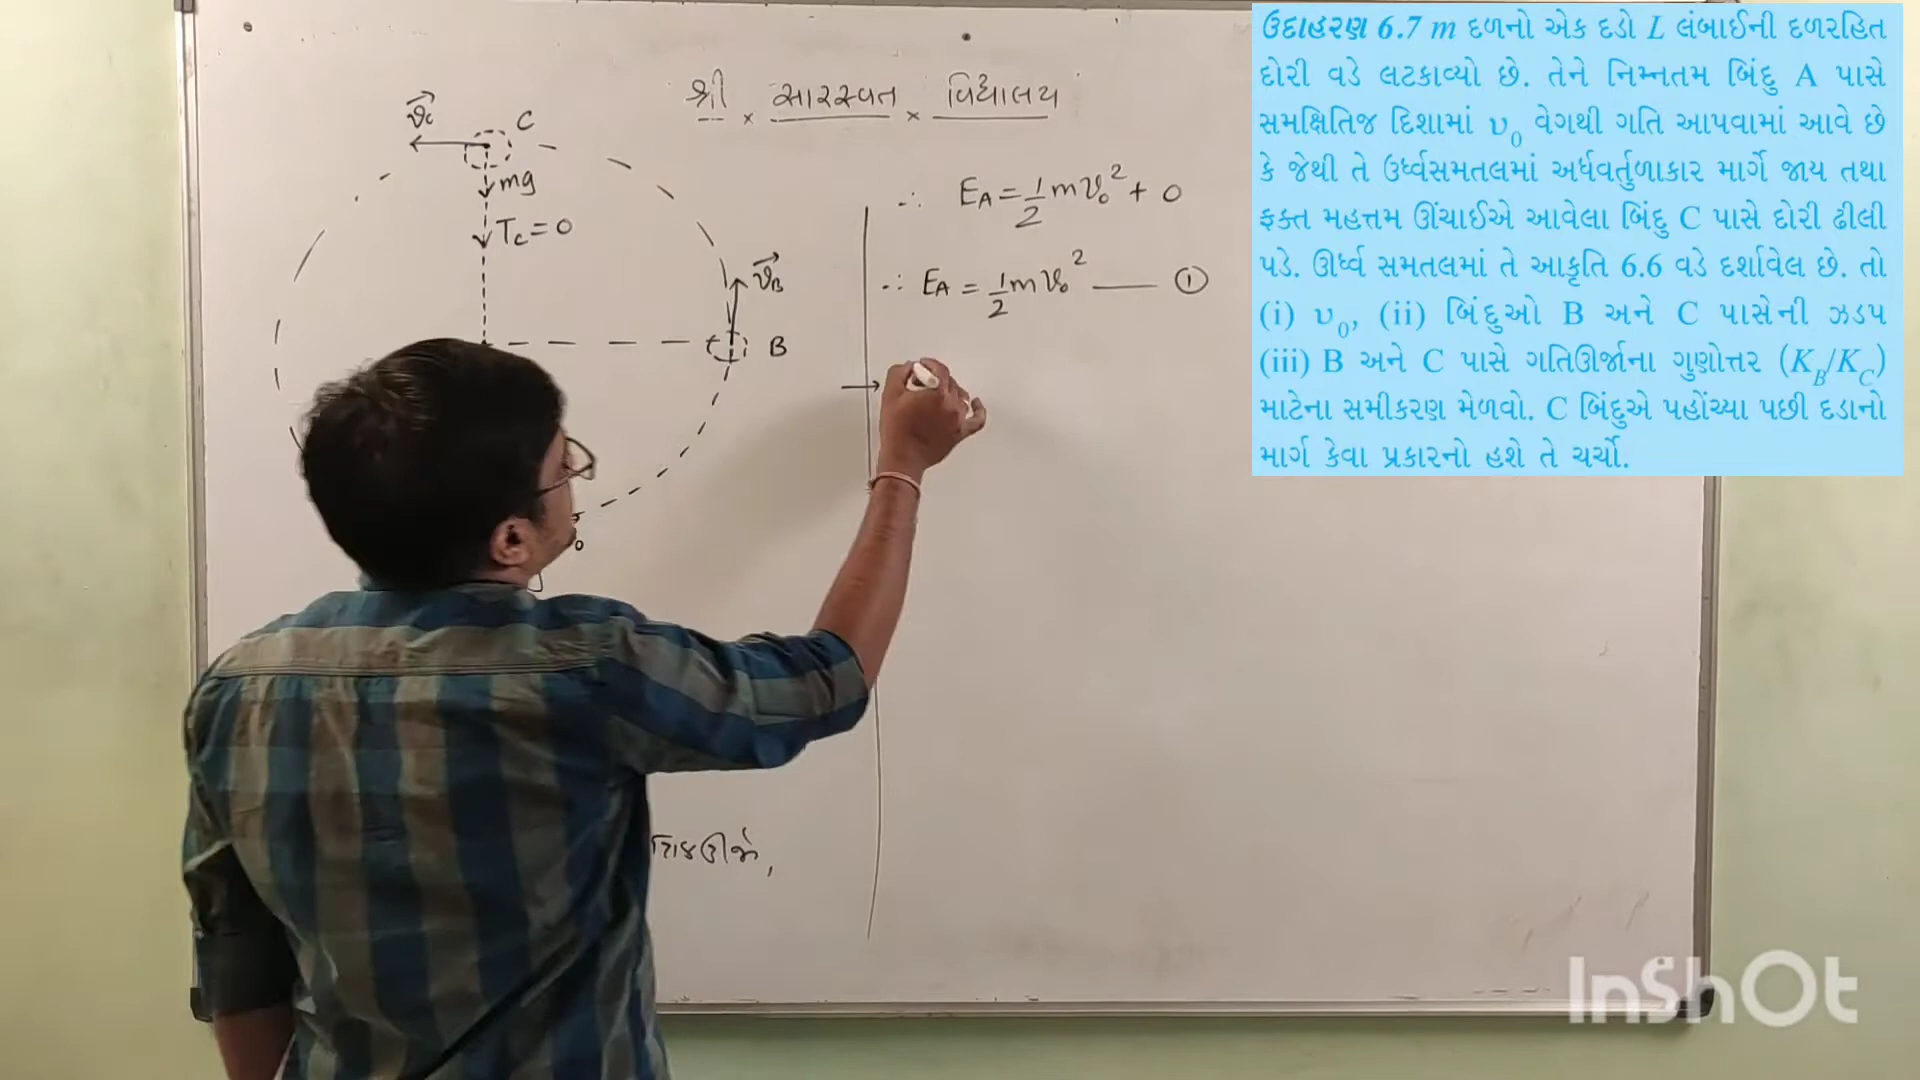 શ્રી × સારસ્વત × વિદ્યાલય
v⃗c
C
mg
Tc = 0
v⃗B
B
∴ EA = 1/2 mv₀² + 0
∴ EA = 1/2 mv₀² —— ①
ઉદાહરણ 6.7 m દળનો એક દડો L લંબાઈની દળરહિત
દોરી વડે લટકાવ્યો છે. તેને નિમ્નતમ બિંદુ A પાસે
સમક્ષિતિજ દિશામાં υ₀ વેગથી ગતિ આપવામાં આવે છે
કે જેથી તે ઉર્ધ્વસમતલમાં અર્ધવર્તુળાકાર માર્ગે જાય તથા
ફક્ત મહત્તમ ઊંચાઈએ આવેલા બિંદુ C પાસે દોરી ઢીલી
પડે. ઊર્ધ્વ સમતલમાં તે આકૃતિ 6.6 વડે દર્શાવેલ છે. તો
(i) υ₀, (ii) બિંદુઓ B અને C પાસેની ઝડપ
(iii) B અને C પાસે ગતિઊર્જાના ગુણોત્તર (K_B/K_C)
માટેના સમીકરણ મેળવો. C બિંદુએ પહોંચ્યા પછી દડાનો
માર્ગ કેવા પ્રકારનો હશે તે ચર્ચો.
InShOt